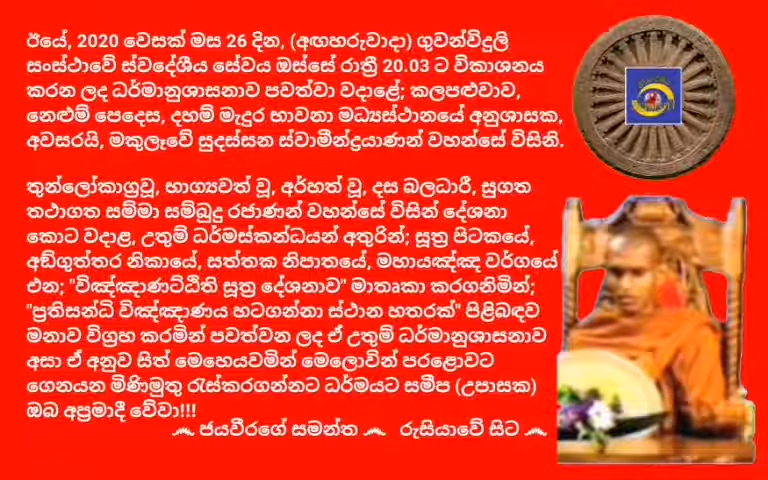 ඊයේ, 2020 වෙසක් මස 26 දින, (අඟහරුවාදා) ගුවන්විදුලි
සංස්ථාවේ ස්වදේශීය සේවය ඔස්සේ රාත්‍රී 20.03 ට විකාශනය
කරන ලද ධර්මානුශාසනාව පවත්වා වදාළේ; කලපළුවාව,
නෙළුම් පෙදෙස, දහම් මැදුර භාවනා මධ්‍යස්ථානයේ අනුශාසක,
අවසරයි, මකුලෑවේ සුදස්සන ස්වාමීන්ද්‍රයාණන් වහන්සේ විසිනි.
තුන්ලෝකාග්‍රවූ, භාග්‍යවත් වූ, අර්හත් වූ, දස බලධාරී, සුගත
තථාගත සම්මා සම්බුදු රජාණන් වහන්සේ විසින් දේශනා
කොට වදාළ, උතුම් ධර්මස්කන්ධයන් අතුරින්; සූත්‍ර පිටකයේ,
අඞ්ගුත්තර නිකායේ, සත්තක නිපාතයේ, මහායඤ්ඤ වර්ගයේ
එන; "විඤ්ඤාණට්ඨිති සූත්‍ර දේශනාව" මාතෘකා කරගනිමින්;
"ප්‍රතිසන්ධි විඤ්ඤාණය හටගන්නා ස්ථාන හතරක්" පිළිබඳව
මනාව විග්‍රහ කරමින් පවත්වන ලද ඒ උතුම් ධර්මානුශාසනාව
අසා ඒ අනුව සිත් මෙහෙයවමින් මෙලොවින් පරළොවට
ගෙනයන මිණිමුතු රැස්කරගන්නට ධර්මයට සමීප (උපාසක)
ඔබ අප්‍රමාදී වේවා!!!
ජයවීරගේ සමන්ත රුසියාවේ සිට